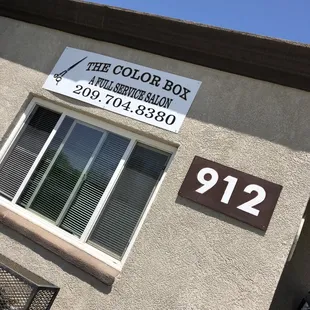 THE COLOR BOX
A FULL SERVICE SALON
209.704.8380
912